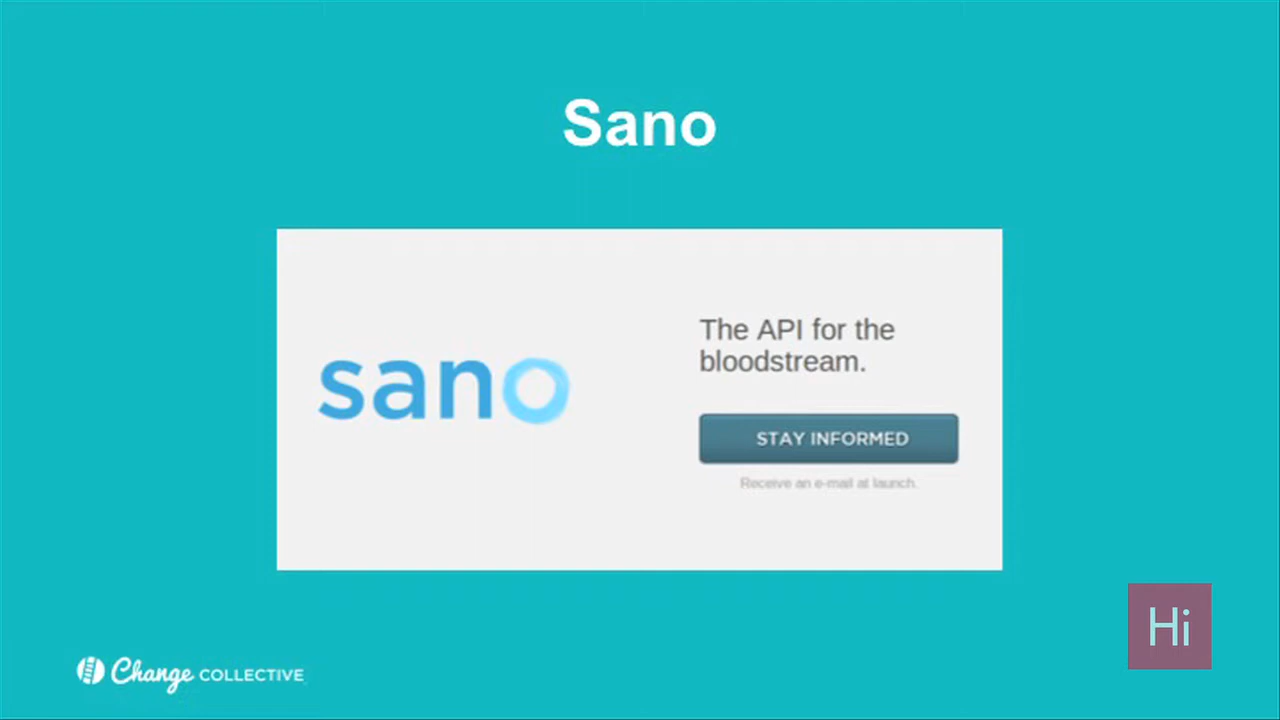 Sano
sano
The API for the
bloodstream.
STAY INFORMED
Receive an e-mail at launch.
Hi
Change COLLECTIVE